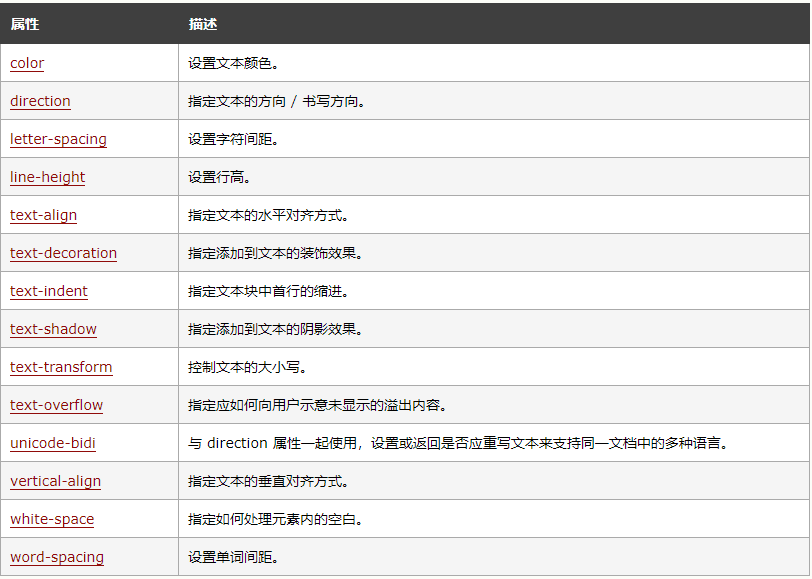 属性 描述
color 设置文本颜色。
direction 指定文本的方向 / 书写方向。
letter-spacing 设置字符间距。
line-height 设置行高。
text-align 指定文本的水平对齐方式。
text-decoration 指定添加到文本的装饰效果。
text-indent 指定文本块中首行的缩进。
text-shadow 指定添加到文本的阴影效果。
text-transform 控制文本的大小写。
text-overflow 指定应如何向用户示意未显示的溢出内容。
unicode-bidi 与 direction 属性一起使用，设置或返回是否应重写文本来支持同一文档中的多种语言。
vertical-align 指定文本的垂直对齐方式。
white-space 指定如何处理元素内的空白。
word-spacing 设置单词间距。